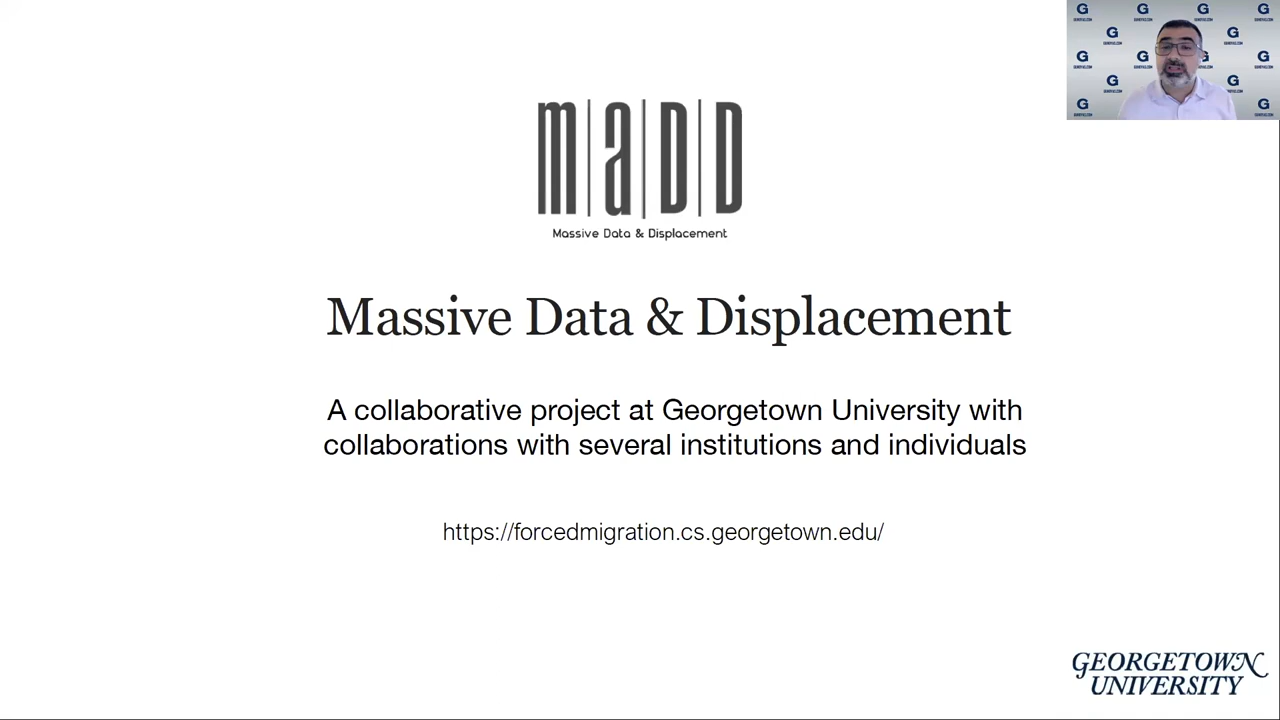 maDD
Massive Data & Displacement
Massive Data & Displacement
A collaborative project at Georgetown University with
collaborations with several institutions and individuals
https://forcedmigration.cs.georgetown.edu/
GEORGETOWN
UNIVERSITY